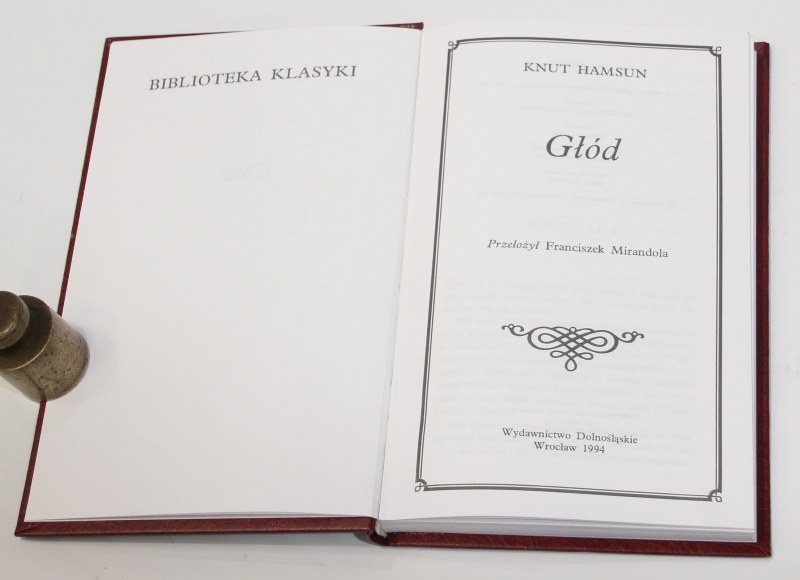 BIBLIOTEKA KLASYKI
KNUT HAMSUN
Głód
Przełożył Franciszek Mirandola
Wydawnictwo Dolnośląskie
Wrocław 1994